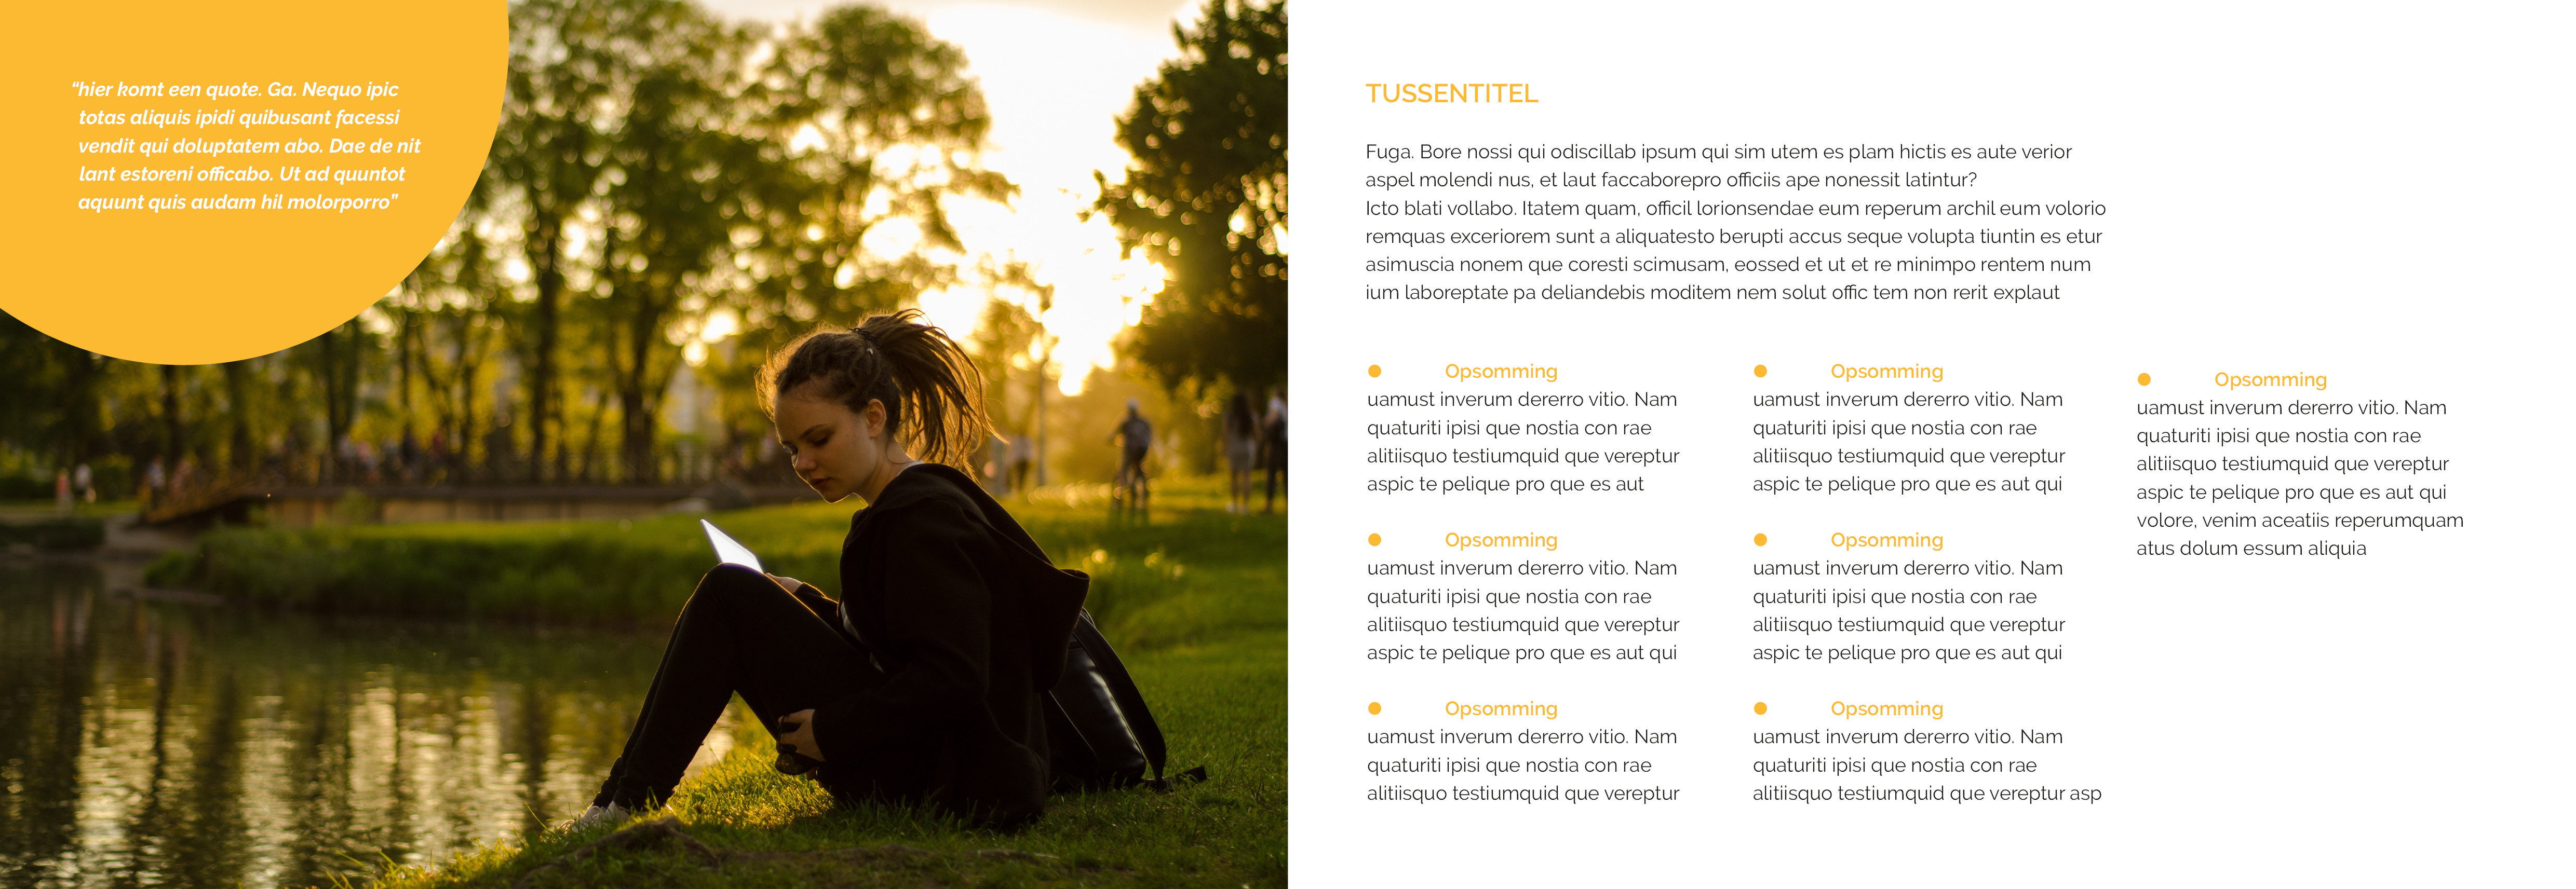 “hier komt een quote. Ga. Nequo ipic
totas aliquis ipidi quibusant facessi
vendit qui doluptatem abo. Dae de nit
lant estoreni officabo. Ut ad quuntot
aquunt quis audam hil molorporro”
TUSSENTITEL
Fuga. Bore nossi qui odiscillab ipsum qui sim utem es plam hictis es aute verior
aspel molendi nus, et laut faccaborepro officiis ape nonessit latintur?
Icto blati vollabo. Itatem quam, officil lorionsendae eum reperum archil eum volorio
remquas exceriorem sunt a aliquatesto berupti accus seque volupta tiuntin es etur
asimuscia nonem que coresti scimusam, eossed et ut et re minimpo rentem num
ium laboreptate pa deliandebis moditem nem solut offic tem non rerit explaut
● Opsomming
uamust inverum dererro vitio. Nam
quaturiti ipisi que nostia con rae
alitiisquo testiumquid que vereptur
aspic te pelique pro que es aut
● Opsomming
uamust inverum dererro vitio. Nam
quaturiti ipisi que nostia con rae
alitiisquo testiumquid que vereptur
aspic te pelique pro que es aut qui
● Opsomming
uamust inverum dererro vitio. Nam
quaturiti ipisi que nostia con rae
alitiisquo testiumquid que vereptur
● Opsomming
uamust inverum dererro vitio. Nam
quaturiti ipisi que nostia con rae
alitiisquo testiumquid que vereptur
aspic te pelique pro que es aut qui
● Opsomming
uamust inverum dererro vitio. Nam
quaturiti ipisi que nostia con rae
alitiisquo testiumquid que vereptur
aspic te pelique pro que es aut qui
● Opsomming
uamust inverum dererro vitio. Nam
quaturiti ipisi que nostia con rae
alitiisquo testiumquid que vereptur asp
● Opsomming
uamust inverum dererro vitio. Nam
quaturiti ipisi que nostia con rae
alitiisquo testiumquid que vereptur
aspic te pelique pro que es aut qui
volore, venim aceatiis reperumquam
atus dolum essum aliquia